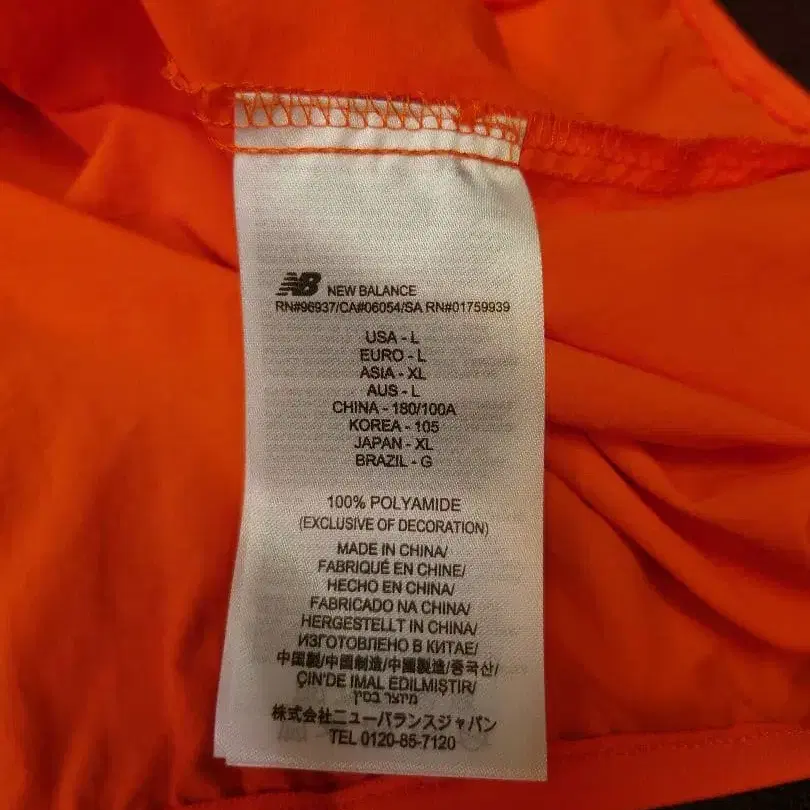 NB NEW BALANCE
RN#96937/CA#06054/SA RN#01759939
USA - L
EURO - L
ASIA - XL
AUS - L
CHINA - 180/100A
KOREA - 105
JAPAN - XL
BRAZIL - G
100% POLYAMIDE
(EXCLUSIVE OF DECORATION)
MADE IN CHINA/
FABRIQUÉ EN CHINE/
HECHO EN CHINA/
FABRICADO NA CHINA/
HERGESTELLT IN CHINA/
ИЗГОТОВЛЕНО В КИТАЕ/
中国製/中國制造/中國製造/중국산/
ÇIN'DE IMAL EDILMIŞTIR/
מיוצר בסין
株式会社ニューバランスジャパン
TEL 0120-85-7120